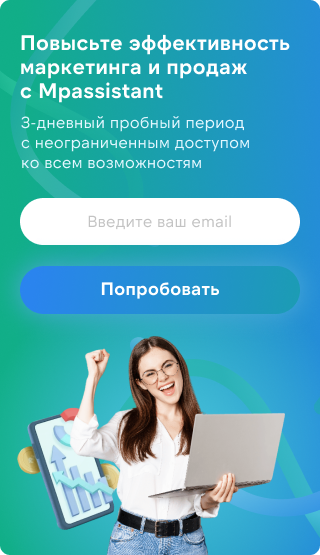 Повысьте эффективность
маркетинга и продаж
с Mpassistant
3-дневный пробный период
с неограниченным доступом
ко всем возможностям
Введите ваш email
Попробовать